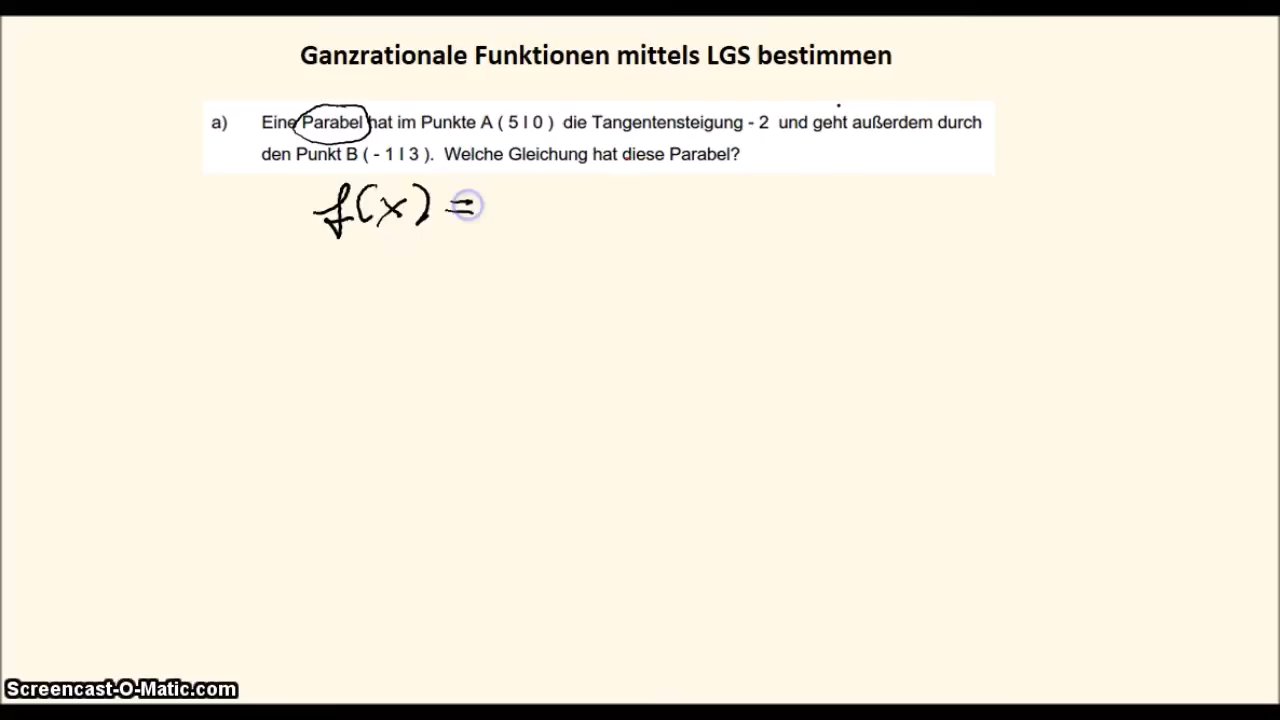 Ganzrationale Funktionen mittels LGS bestimmen
a) Eine Parabel hat im Punkte A ( 5 l 0 ) die Tangentensteigung - 2 und geht außerdem durch
den Punkt B ( - 1 l 3 ). Welche Gleichung hat diese Parabel?
f(x) =
Screencast-O-Matic.com